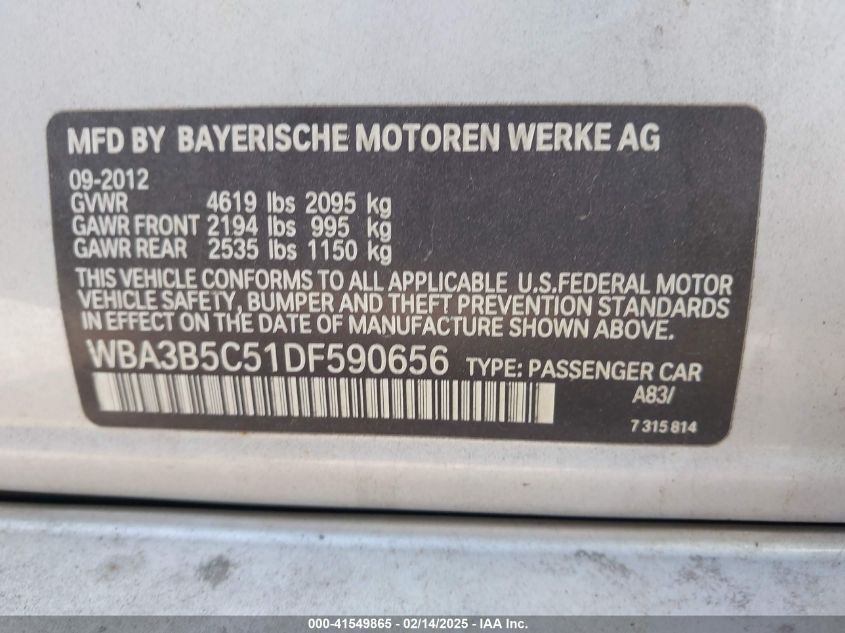 MFD BY BAYERISCHE MOTOREN WERKE AG
09-2012
GVWR 4619 lbs 2095 kg
GAWR FRONT 2194 lbs 995 kg
GAWR REAR 2535 lbs 1150 kg
THIS VEHICLE CONFORMS TO ALL APPLICABLE U.S.FEDERAL MOTOR
VEHICLE SAFETY, BUMPER AND THEFT PREVENTION STANDARDS
IN EFFECT ON THE DATE OF MANUFACTURE SHOWN ABOVE.
WBA3B5C51DF590656 TYPE: PASSENGER CAR
A83/
7 315 814
000-41549865 - 02/14/2025 - IAA Inc.